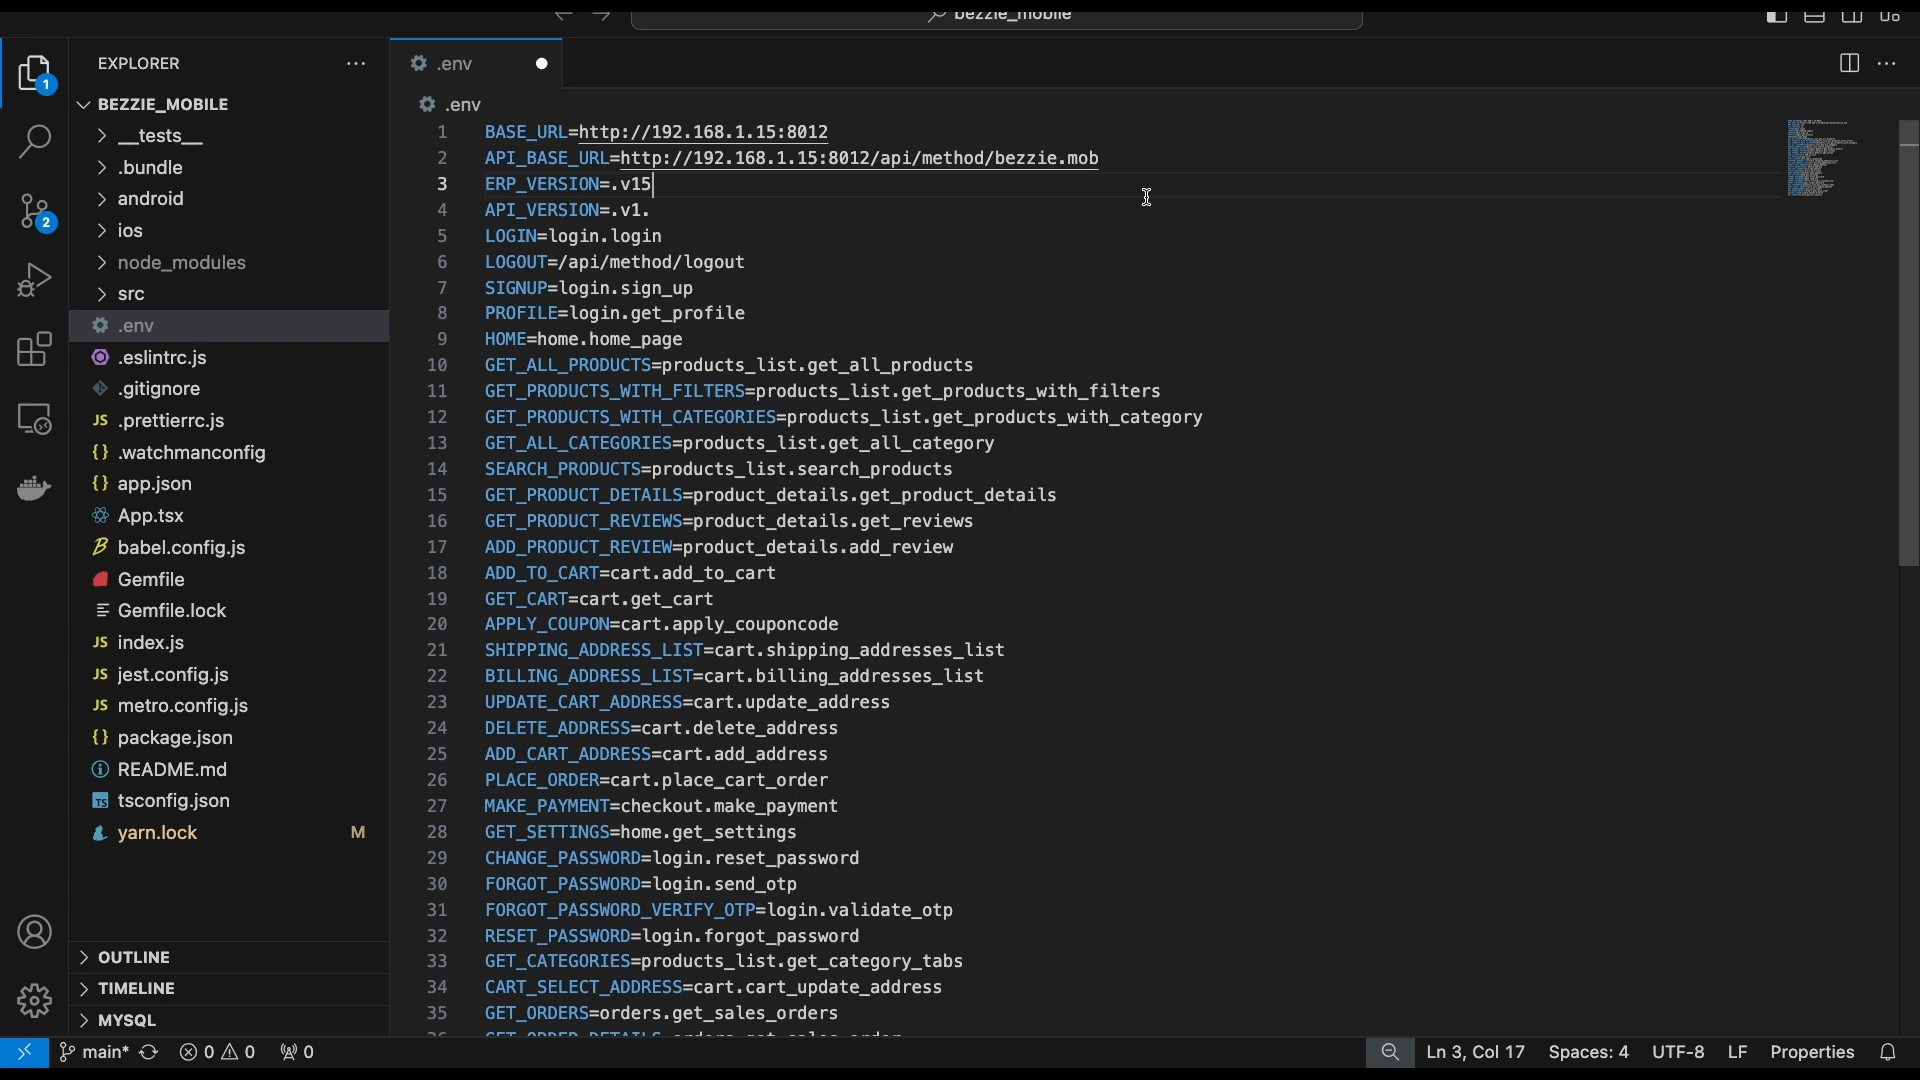 bezzie_mobile
EXPLORER
.env
BEZZIE_MOBILE
__tests__
.bundle
android
ios
node_modules
src
.env
.eslintrc.js
.gitignore
JS .prettierrc.js
{} .watchmanconfig
{} app.json
App.tsx
babel.config.js
Gemfile
Gemfile.lock
JS index.js
JS jest.config.js
JS metro.config.js
{} package.json
README.md
TS tsconfig.json
yarn.lock M
OUTLINE
TIMELINE
MYSQL
1
2
.env
1 BASE_URL=http://192.168.1.15:8012
2 API_BASE_URL=http://192.168.1.15:8012/api/method/bezzie.mob
3 ERP_VERSION=.v15
4 API_VERSION=.v1.
5 LOGIN=login.login
6 LOGOUT=/api/method/logout
7 SIGNUP=login.sign_up
8 PROFILE=login.get_profile
9 HOME=home.home_page
10 GET_ALL_PRODUCTS=products_list.get_all_products
11 GET_PRODUCTS_WITH_FILTERS=products_list.get_products_with_filters
12 GET_PRODUCTS_WITH_CATEGORIES=products_list.get_products_with_category
13 GET_ALL_CATEGORIES=products_list.get_all_category
14 SEARCH_PRODUCTS=products_list.search_products
15 GET_PRODUCT_DETAILS=product_details.get_product_details
16 GET_PRODUCT_REVIEWS=product_details.get_reviews
17 ADD_PRODUCT_REVIEW=product_details.add_review
18 ADD_TO_CART=cart.add_to_cart
19 GET_CART=cart.get_cart
20 APPLY_COUPON=cart.apply_couponcode
21 SHIPPING_ADDRESS_LIST=cart.shipping_addresses_list
22 BILLING_ADDRESS_LIST=cart.billing_addresses_list
23 UPDATE_CART_ADDRESS=cart.update_address
24 DELETE_ADDRESS=cart.delete_address
25 ADD_CART_ADDRESS=cart.add_address
26 PLACE_ORDER=cart.place_cart_order
27 MAKE_PAYMENT=checkout.make_payment
28 GET_SETTINGS=home.get_settings
29 CHANGE_PASSWORD=login.reset_password
30 FORGOT_PASSWORD=login.send_otp
31 FORGOT_PASSWORD_VERIFY_OTP=login.validate_otp
32 RESET_PASSWORD=login.forgot_password
33 GET_CATEGORIES=products_list.get_category_tabs
34 CART_SELECT_ADDRESS=cart.cart_update_address
35 GET_ORDERS=orders.get_sales_orders
main* 0 0 0 Ln 3, Col 17 Spaces: 4 UTF-8 LF Properties